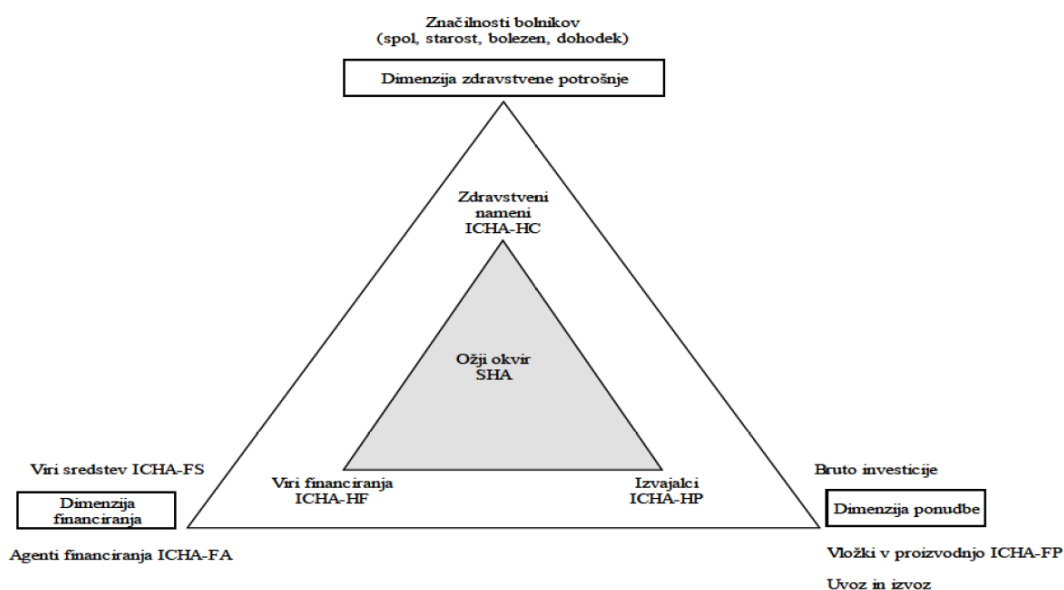 Značilnosti bolnikov
(spol, starost, bolezen, dohodek)
Dimenzija zdravstvene potrošnje
Zdravstveni
nameni
ICHA-HC
Ožji okvir
SHA
Viri sredstev ICHA-FS
Dimenzija
financiranja
Agenti financiranja ICHA-FA
Viri financiranja
ICHA-HF
Izvajalci
ICHA-HP
Bruto investicije
Dimenzija ponudbe
Vložki v proizvodnjo ICHA-FP
Uvoz in izvoz